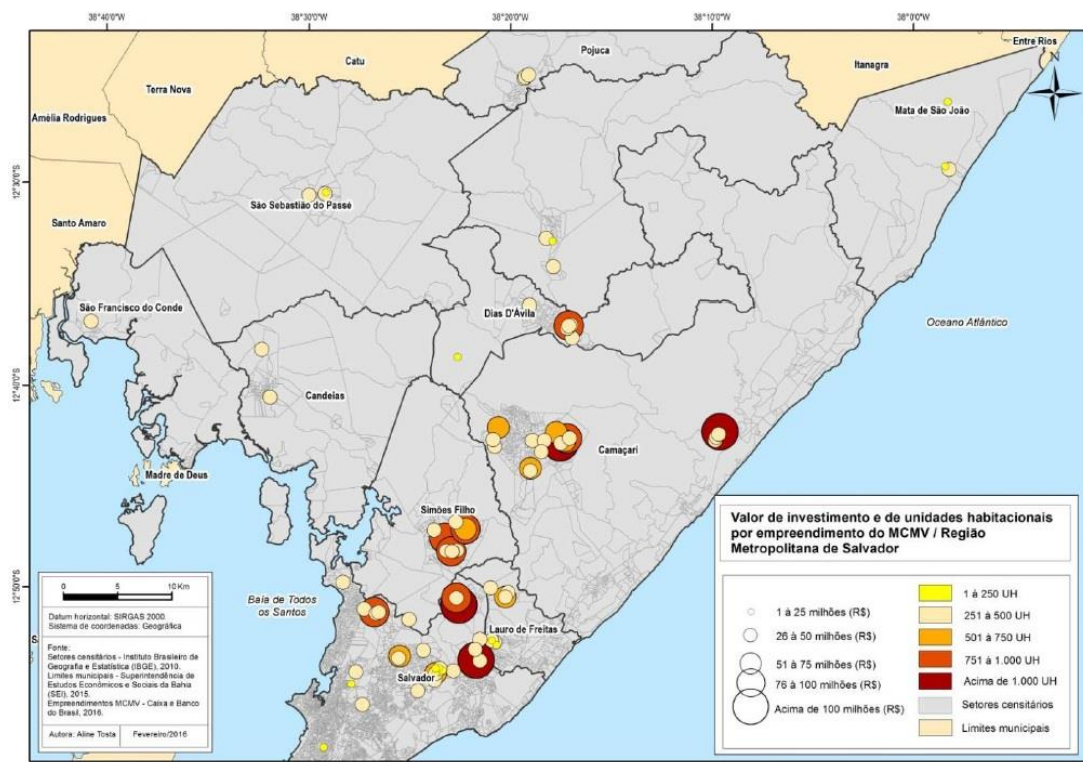 38°40'0"W
38°30'0"W
38°20'0"W
38°10'0"W
38°0'0"W
Entre Rios
N
Pojuca
Catu
Itanagra
Terra Nova
Mata de São João
Amélia Rodrigues
12°30'0"S
São Sebastião do Passé
Santo Amaro
São Francisco do Conde
Dias D'Ávila
Oceano Atlântico
12°40'0"S
Candeias
Camaçari
Madre de Deus
Simões Filho
12°50'0"S
Baía de Todos
os Santos
Lauro de Freitas
Salvador
0 5 10 Km
Datum horizontal: SIRGAS 2000.
Sistema de coordenadas: Geográfica
Fonte:
Setores censitários - Instituto Brasileiro de
Geografia e Estatística (IBGE), 2010.
Limites municipais - Superintendência de
Estudos Econômicos e Sociais da Bahia
(SEI), 2015.
Empreendimentos MCMV - Caixa e Banco
do Brasil, 2016.
Autora: Aline Tosta
Fevereiro/2016
Valor de investimento e de unidades habitacionais
por empreendimento do MCMV / Região
Metropolitana de Salvador
1 à 25 milhões (R$)
26 à 50 milhões (R$)
51 à 75 milhões (R$)
76 à 100 milhões (R$)
Acima de 100 milhões (R$)
1 à 250 UH
251 à 500 UH
501 à 750 UH
751 à 1.000 UH
Acima de 1.000 UH
Setores censitários
Limites municipais